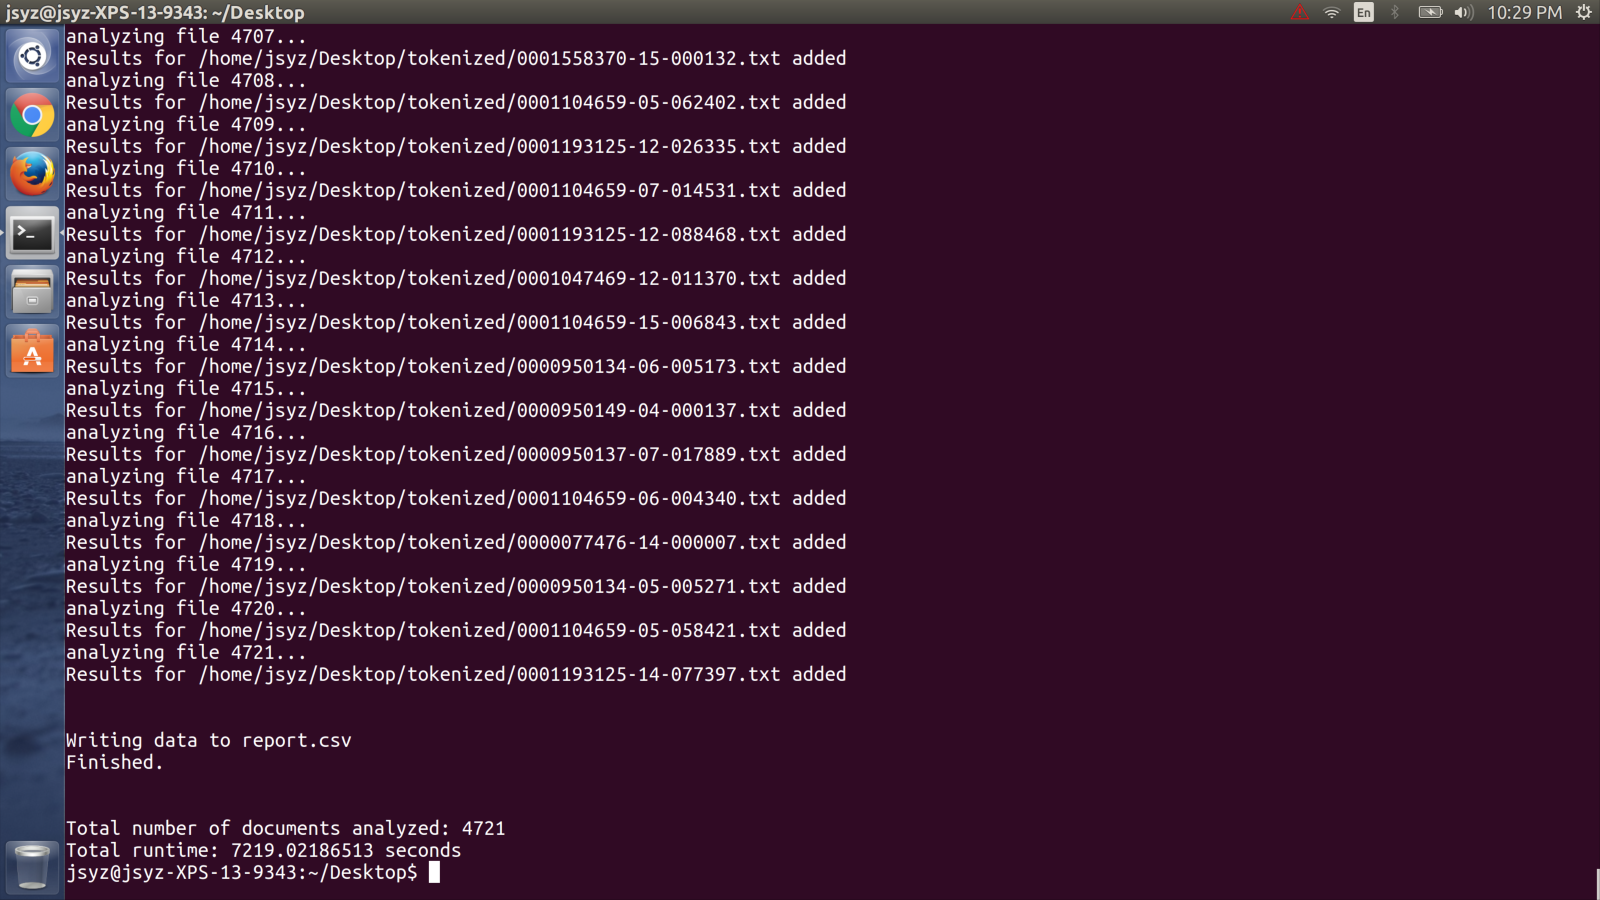 jsyz@jsyz-XPS-13-9343: ~/Desktop
En
10:29 PM
analyzing file 4707...
Results for /home/jsyz/Desktop/tokenized/0001558370-15-000132.txt added
analyzing file 4708...
Results for /home/jsyz/Desktop/tokenized/0001104659-05-062402.txt added
analyzing file 4709...
Results for /home/jsyz/Desktop/tokenized/0001193125-12-026335.txt added
analyzing file 4710...
Results for /home/jsyz/Desktop/tokenized/0001104659-07-014531.txt added
analyzing file 4711...
Results for /home/jsyz/Desktop/tokenized/0001193125-12-088468.txt added
analyzing file 4712...
Results for /home/jsyz/Desktop/tokenized/0001047469-12-011370.txt added
analyzing file 4713...
Results for /home/jsyz/Desktop/tokenized/0001104659-15-006843.txt added
analyzing file 4714...
Results for /home/jsyz/Desktop/tokenized/0000950134-06-005173.txt added
analyzing file 4715...
Results for /home/jsyz/Desktop/tokenized/0000950149-04-000137.txt added
analyzing file 4716...
Results for /home/jsyz/Desktop/tokenized/0000950137-07-017889.txt added
analyzing file 4717...
Results for /home/jsyz/Desktop/tokenized/0001104659-06-004340.txt added
analyzing file 4718...
Results for /home/jsyz/Desktop/tokenized/0000077476-14-000007.txt added
analyzing file 4719...
Results for /home/jsyz/Desktop/tokenized/0000950134-05-005271.txt added
analyzing file 4720...
Results for /home/jsyz/Desktop/tokenized/0001104659-05-058421.txt added
analyzing file 4721...
Results for /home/jsyz/Desktop/tokenized/0001193125-14-077397.txt added
Writing data to report.csv
Finished.
Total number of documents analyzed: 4721
Total runtime: 7219.02186513 seconds
jsyz@jsyz-XPS-13-9343:~/Desktop$